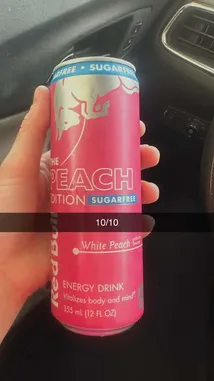 FREE • SUGARFREE
THE
PEACH
EDITION SUGARFREE
10/10
Red Bull
White Peach
ENERGY DRINK
Vitalizes body and mind®
355 ml (12 FL OZ)